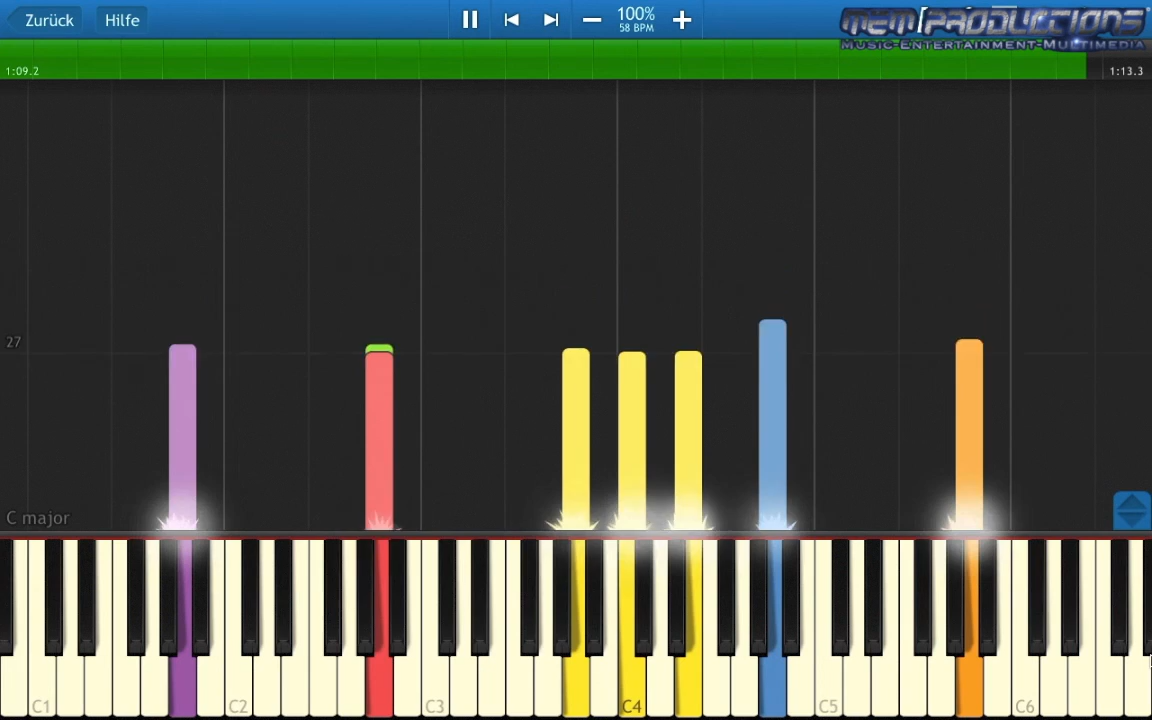 Zurück
Hilfe
100%
58 BPM
MEM PRODUCTIONS
MUSIC-ENTERTAINMENT-MULTIMEDIA
1:09.2
1:13.3
27
C major
C1
C2
C3
C4
C5
C6